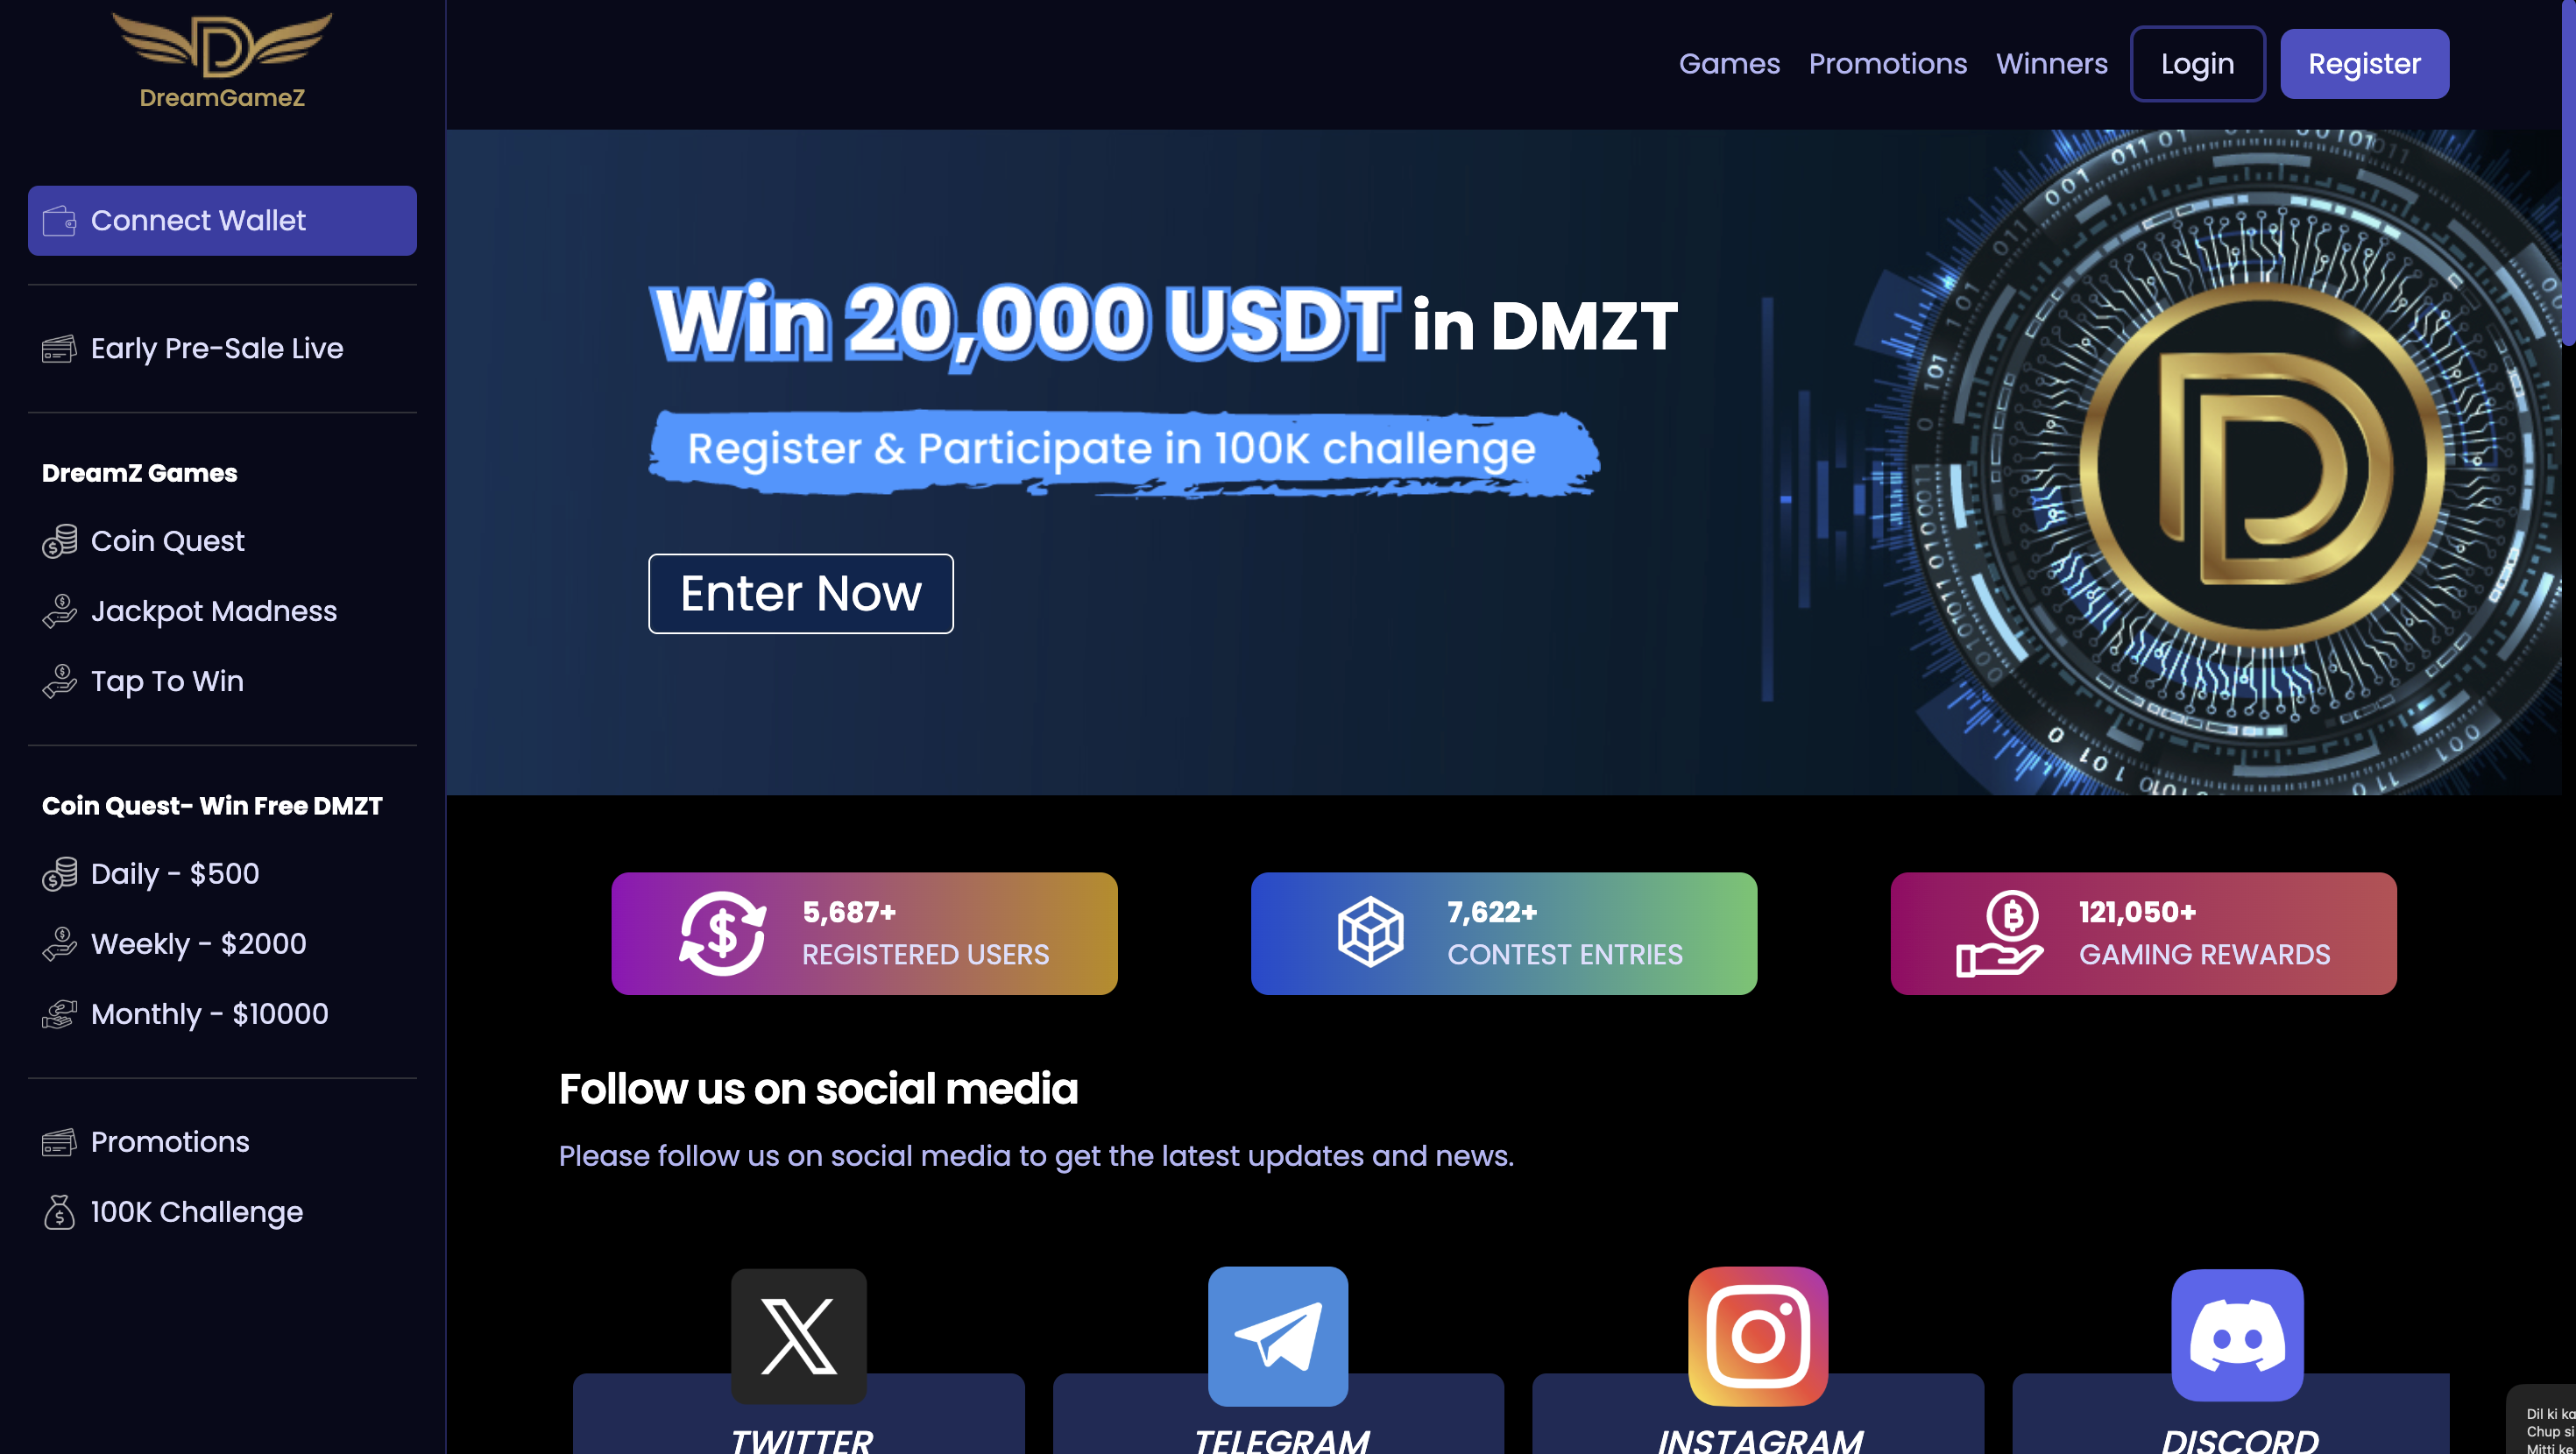 DreamGameZ
Games Promotions Winners Login Register
Connect Wallet
Early Pre-Sale Live
DreamZ Games
Coin Quest
Jackpot Madness
Tap To Win
Coin Quest- Win Free DMZT
Daily - $500
Weekly - $2000
Monthly - $10000
Promotions
100K Challenge
Win 20,000 USDT in DMZT
Register & Participate in 100K challenge
Enter Now
5,687+
REGISTERED USERS
7,622+
CONTEST ENTRIES
121,050+
GAMING REWARDS
Follow us on social media
Please follow us on social media to get the latest updates and news.
TWITTER
TELEGRAM
INSTAGRAM
DISCORD
Dil ki
Chup
Mitti